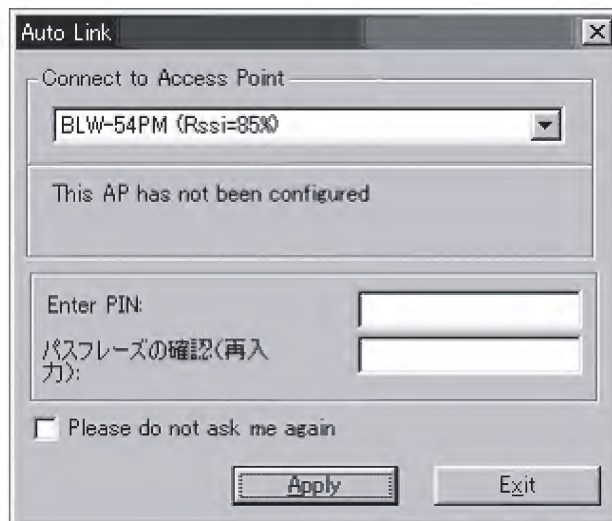 Auto Link
Connect to Access Point
BLW-54PM (Rssi=85%)
This AP has not been configured
Enter PIN:
パスフレーズの確認(再入
力):
Please do not ask me again
Apply
Exit